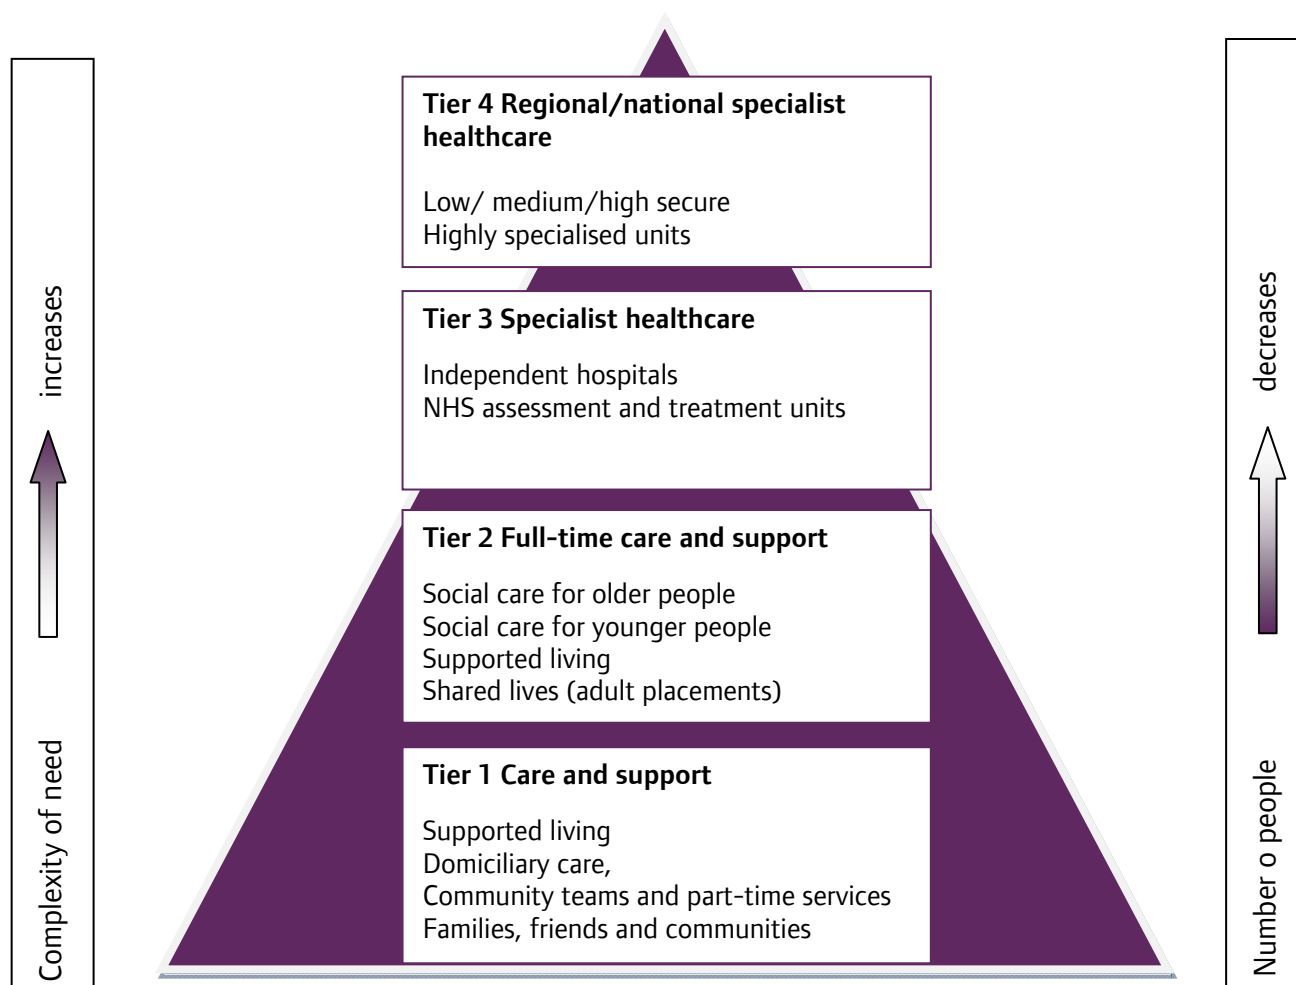 Tier 4 Regional/national specialist
healthcare
Low/ medium/high secure
Highly specialised units
Tier 3 Specialist healthcare
Independent hospitals
NHS assessment and treatment units
Tier 2 Full-time care and support
Social care for older people
Social care for younger people
Supported living
Shared lives (adult placements)
Tier 1 Care and support
Supported living
Domiciliary care,
Community teams and part-time services
Families, friends and communities
Complexity of need
increases
Number o people
decreases